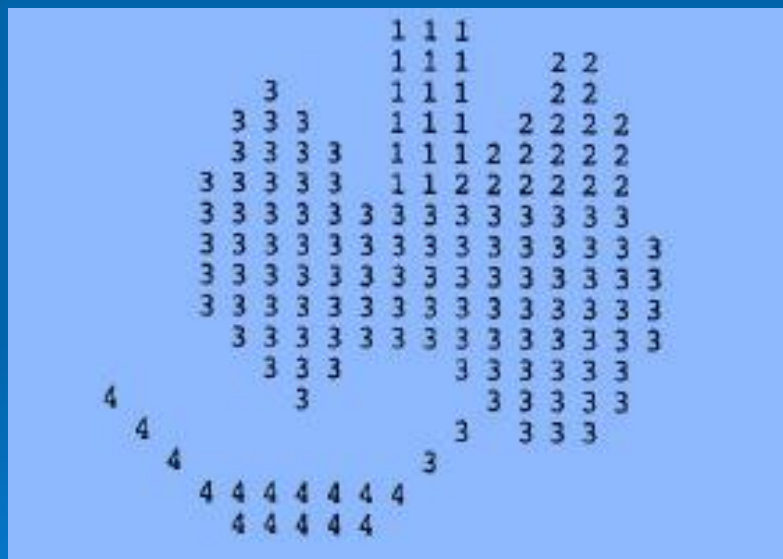 1 1 1
1 1 1 2 2
3 1 1 1 2 2
3 3 3 1 1 1 2 2 2 2
3 3 3 3 1 1 1 2 2 2 2 2
3 3 3 3 3 1 1 2 2 2 2 2 2
3 3 3 3 3 3 3 3 3 3 3 3 3 3
3 3 3 3 3 3 3 3 3 3 3 3 3 3 3
3 3 3 3 3 3 3 3 3 3 3 3 3 3 3
3 3 3 3 3 3 3 3 3 3 3 3 3 3 3
3 3 3 3 3 3 3 3 3 3 3 3 3 3
3 3 3 3 3 3 3 3 3
4 3 3 3 3 3 3
4 3 3 3 3
4 3
4 4 4 4 4 4 4
4 4 4 4 4